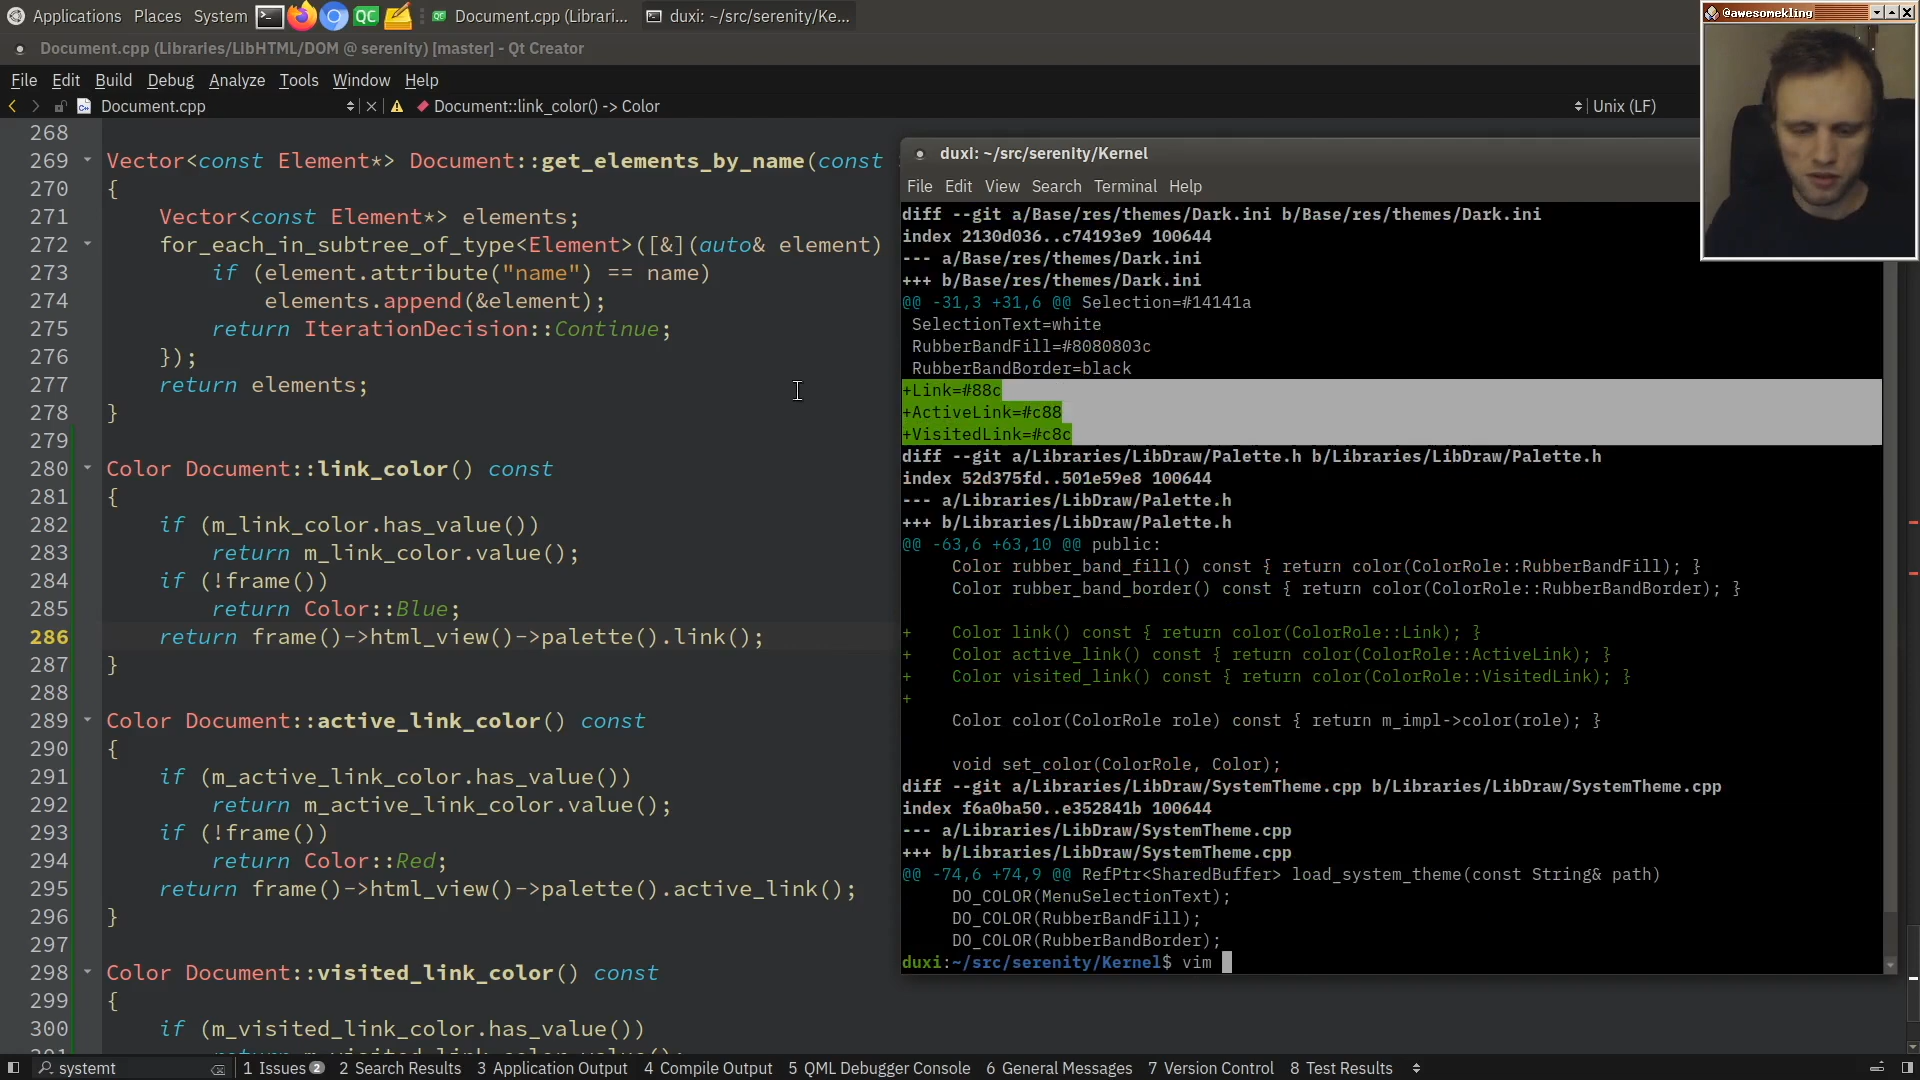 Applications Places System
Document.cpp (Librari...
duxi: ~/src/serenity/Ke...
@awesomekling
Document.cpp (Libraries/LibHTML/DOM @ serenity) [master] - Qt Creator
File Edit Build Debug Analyze Tools Window Help
Document.cpp
Document::link_color() -> Color
Unix (LF)
268
269 Vector<const Element*> Document::get_elements_by_name(const
270 {
271 Vector<const Element*> elements;
272 for_each_in_subtree_of_type<Element>([&](auto& element)
273 if (element.attribute("name") == name)
274 elements.append(&element);
275 return IterationDecision::Continue;
276 });
277 return elements;
278 }
279
280 Color Document::link_color() const
281 {
282 if (m_link_color.has_value())
283 return m_link_color.value();
284 if (!frame())
285 return Color::Blue;
286 return frame()->html_view()->palette().link();
287 }
288
289 Color Document::active_link_color() const
290 {
291 if (m_active_link_color.has_value())
292 return m_active_link_color.value();
293 if (!frame())
294 return Color::Red;
295 return frame()->html_view()->palette().active_link();
296 }
297
298 Color Document::visited_link_color() const
299 {
300 if (m_visited_link_color.has_value())
duxi: ~/src/serenity/Kernel
File Edit View Search Terminal Help
diff --git a/Base/res/themes/Dark.ini b/Base/res/themes/Dark.ini
index 2130d036..c74193e9 100644
--- a/Base/res/themes/Dark.ini
+++ b/Base/res/themes/Dark.ini
@@ -31,3 +31,6 @@ Selection=#14141a
SelectionText=white
RubberBandFill=#8080803c
RubberBandBorder=black
+Link=#88c
+ActiveLink=#c88
+VisitedLink=#c8c
diff --git a/Libraries/LibDraw/Palette.h b/Libraries/LibDraw/Palette.h
index 52d375fd..501e59e8 100644
--- a/Libraries/LibDraw/Palette.h
+++ b/Libraries/LibDraw/Palette.h
@@ -63,6 +63,10 @@ public:
Color rubber_band_fill() const { return color(ColorRole::RubberBandFill); }
Color rubber_band_border() const { return color(ColorRole::RubberBandBorder); }
+ Color link() const { return color(ColorRole::Link); }
+ Color active_link() const { return color(ColorRole::ActiveLink); }
+ Color visited_link() const { return color(ColorRole::VisitedLink); }
+
Color color(ColorRole role) const { return m_impl->color(role); }
void set_color(ColorRole, Color);
diff --git a/Libraries/LibDraw/SystemTheme.cpp b/Libraries/LibDraw/SystemTheme.cpp
index f6a0ba50..e352841b 100644
--- a/Libraries/LibDraw/SystemTheme.cpp
+++ b/Libraries/LibDraw/SystemTheme.cpp
@@ -74,6 +74,9 @@ RefPtr<SharedBuffer> load_system_theme(const String& path)
DO_COLOR(MenuSelectionText);
DO_COLOR(RubberBandFill);
DO_COLOR(RubberBandBorder);
duxi:~/src/serenity/Kernel$ vim
systemt
1 Issues 2 2 Search Results 3 Application Output 4 Compile Output 5 QML Debugger Console 6 General Messages 7 Version Control 8 Test Results